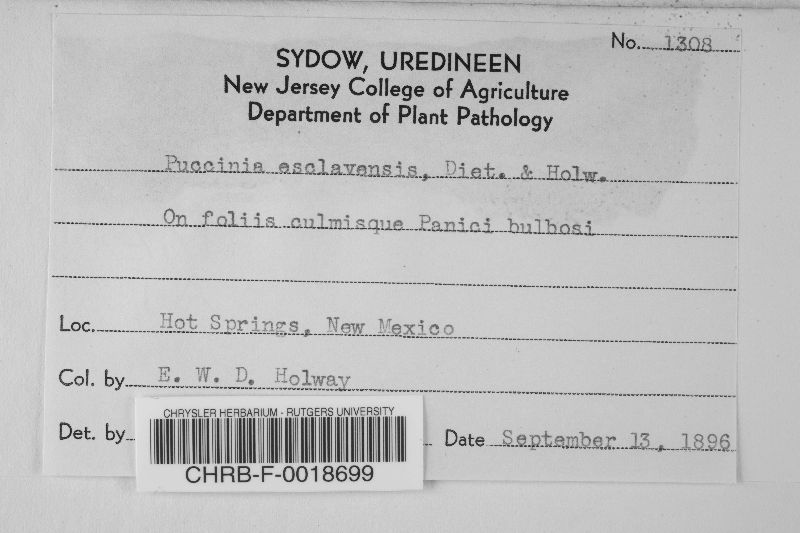 No. 1308
SYDOW, UREDINEEN
New Jersey College of Agriculture
Department of Plant Pathology
Puccinia esclavensis, Diet. & Holw.
On foliis culmisque Panici bulbosi
Loc. Hot Springs, New Mexico
Col. by E. W. D. Holway
Det. by
Date September 13, 1896
CHRYSLER HERBARIUM - RUTGERS UNIVERSITY
CHRB-F-0018699